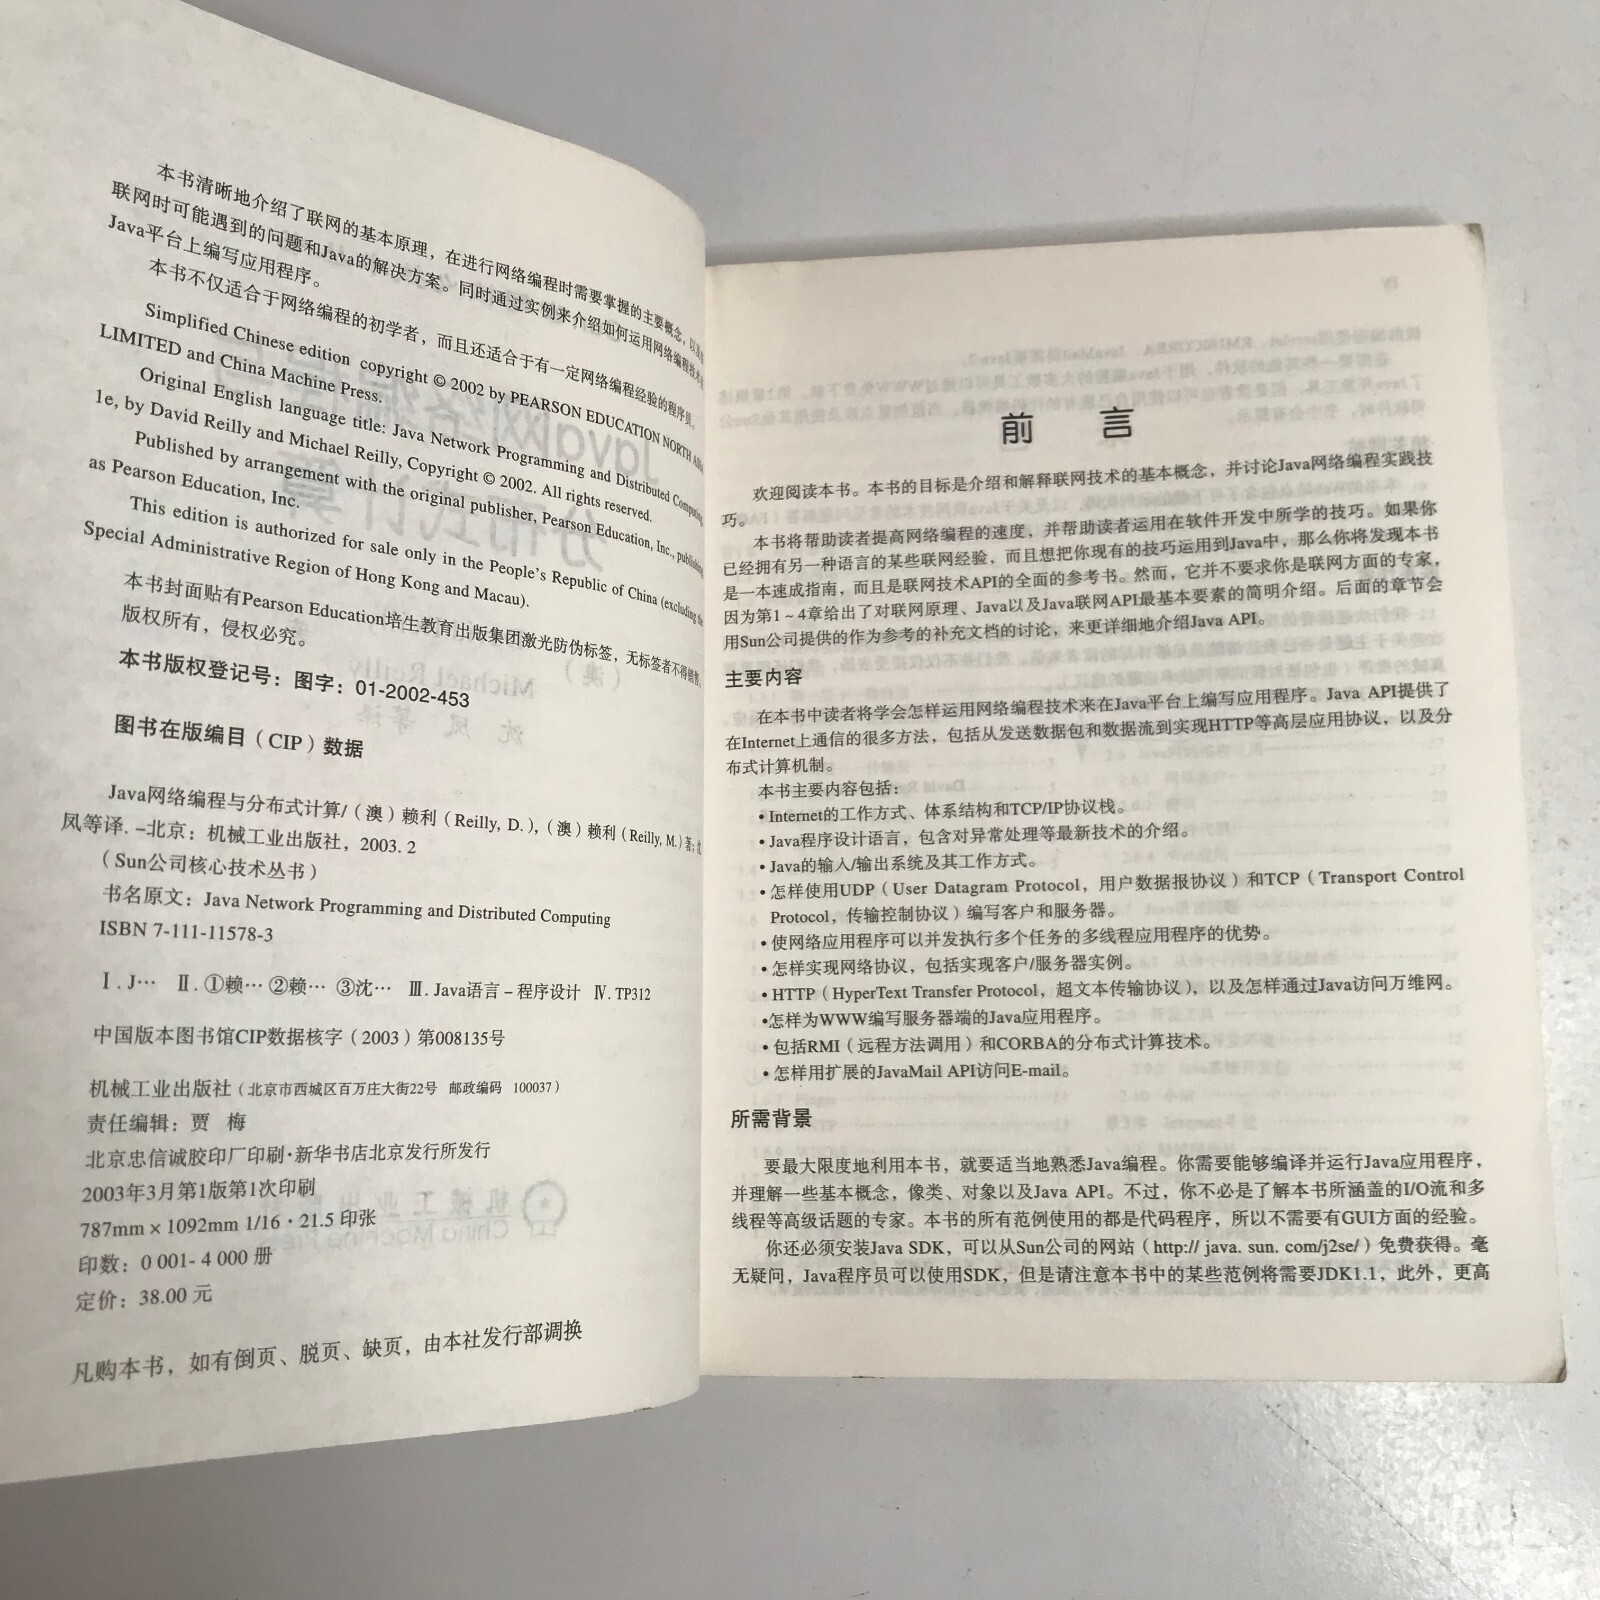 本书清晰地介绍了联网的基本原理，在进行网络编程时需要掌握的主要概念，以及
联网时可能遇到的问题和Java的解决方案。同时通过实例来介绍如何运用网络编程技术
Java平台上编写应用程序。
本书不仅适合于网络编程的初学者，而且还适合于有一定网络编程经验的程序员。
Simplified Chinese edition copyright © 2002 by PEARSON EDUCATION NORTH ASIA
LIMITED and China Machine Press.
Original English language title: Java Network Programming and Distributed Computing,
1e, by David Reilly and Michael Reilly, Copyright © 2002. All rights reserved.
Published by arrangement with the original publisher, Pearson Education, Inc., publishing
as Pearson Education, Inc.
This edition is authorized for sale only in the People's Republic of China (excluding the
Special Administrative Region of Hong Kong and Macau).
本书封面贴有Pearson Education培生教育出版集团激光防伪标签，无标签者不得销售。
版权所有，侵权必究。
本书版权登记号：图字：01-2002-453
图书在版编目（CIP）数据
Java网络编程与分布式计算/（澳）赖利（Reilly, D.），（澳）赖利（Reilly, M.）著；沈
凤等译. –北京：机械工业出版社，2003. 2
（Sun公司核心技术丛书）
书名原文：Java Network Programming and Distributed Computing
ISBN 7-111-11578-3
Ⅰ. J… Ⅱ. ①赖… ②赖… ③沈… Ⅲ. Java语言 – 程序设计 Ⅳ. TP312
中国版本图书馆CIP数据核字（2003）第008135号
机械工业出版社（北京市西城区百万庄大街22号 邮政编码 100037）
责任编辑：贾 梅
北京忠信诚胶印厂印刷·新华书店北京发行所发行
2003年3月第1版第1次印刷
787mm × 1092mm 1/16 · 21.5 印张
印数：0 001- 4 000 册
定价：38.00 元
凡购本书，如有倒页、脱页、缺页，由本社发行部调换
前 言
欢迎阅读本书。本书的目标是介绍和解释联网技术的基本概念，并讨论Java网络编程实践技
巧。
本书将帮助读者提高网络编程的速度，并帮助读者运用在软件开发中所学的技巧。如果你
已经拥有另一种语言的某些联网经验，而且想把你现有的技巧运用到Java中，那么你将发现本书
是一本速成指南，而且是联网技术API的全面的参考书。然而，它并不要求你是联网方面的专家，
因为第1～4章给出了对联网原理、Java以及Java联网API最基本要素的简明介绍。后面的章节会
用Sun公司提供的作为参考的补充文档的讨论，来更详细地介绍Java API。
主要内容
在本书中读者将学会怎样运用网络编程技术来在Java平台上编写应用程序。Java API提供了
在Internet上通信的很多方法，包括从发送数据包和数据流到实现HTTP等高层应用协议，以及分
布式计算机制。
本书主要内容包括：
• Internet的工作方式、体系结构和TCP/IP协议栈。
• Java程序设计语言，包含对异常处理等最新技术的介绍。
• Java的输入/输出系统及其工作方式。
• 怎样使用UDP（User Datagram Protocol，用户数据报协议）和TCP（Transport Control
Protocol，传输控制协议）编写客户和服务器。
• 使网络应用程序可以并发执行多个任务的多线程应用程序的优势。
• 怎样实现网络协议，包括实现客户/服务器实例。
• HTTP（HyperText Transfer Protocol，超文本传输协议），以及怎样通过Java访问万维网。
•怎样为WWW编写服务器端的Java应用程序。
• 包括RMI（远程方法调用）和CORBA的分布式计算技术。
• 怎样用扩展的JavaMail API访问E-mail。
所需背景
要最大限度地利用本书，就要适当地熟悉Java编程。你需要能够编译并运行Java应用程序，
并理解一些基本概念，像类、对象以及Java API。不过，你不必是了解本书所涵盖的I/O流和多
线程等高级话题的专家。本书的所有范例使用的都是代码程序，所以不需要有GUI方面的经验。
你还必须安装Java SDK，可以从Sun公司的网站（http:// java. sun. com/j2se/）免费获得。毫
无疑问，Java程序员可以使用SDK，但是请注意本书中的某些范例将需要JDK1.1，此外，更高